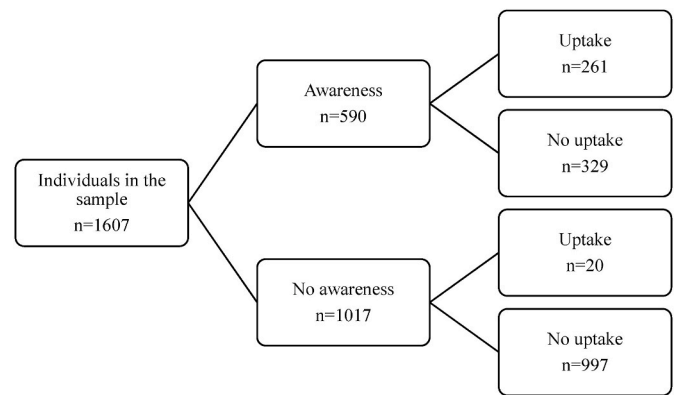 Individuals in the
sample
n=1607
Awareness
n=590
Uptake
n=261
No uptake
n=329
No awareness
n=1017
Uptake
n=20
No uptake
n=997